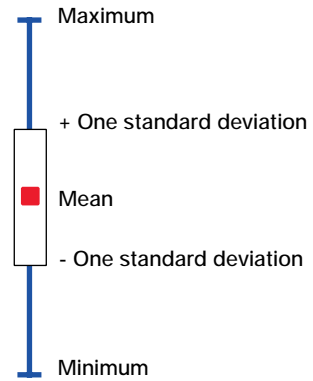 Maximum
+ One standard deviation
Mean
- One standard deviation
Minimum